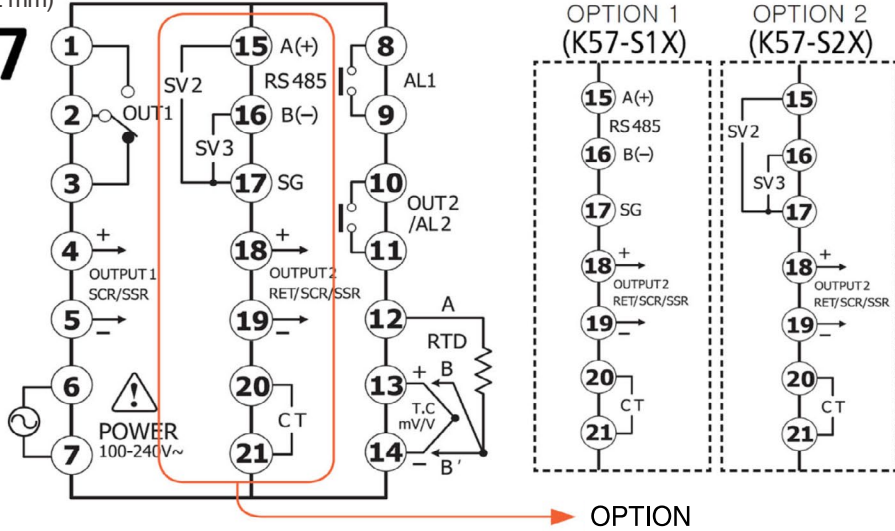 mm)
7
1
2
3
OUT1
4
+
OUTPUT1
SCR/SSR
5
−
6
7
POWER
100-240V~
15 A(+)
SV2
RS485
16 B(−)
SV3
17 SG
18
+
OUTPUT2
RET/SCR/SSR
19
−
20
CT
21
8
AL1
9
10
OUT2
/AL2
11
12
A
RTD
13
+
B
T.C
mV/V
14
−
B'
OPTION
OPTION 1
(K57-S1X)
15 A(+)
RS485
16 B(−)
17 SG
18
+
OUTPUT2
RET/SCR/SSR
19
−
20
CT
21
OPTION 2
(K57-S2X)
15
SV2
16
SV3
17
18
+
OUTPUT2
RET/SCR/SSR
19
−
20
CT
21